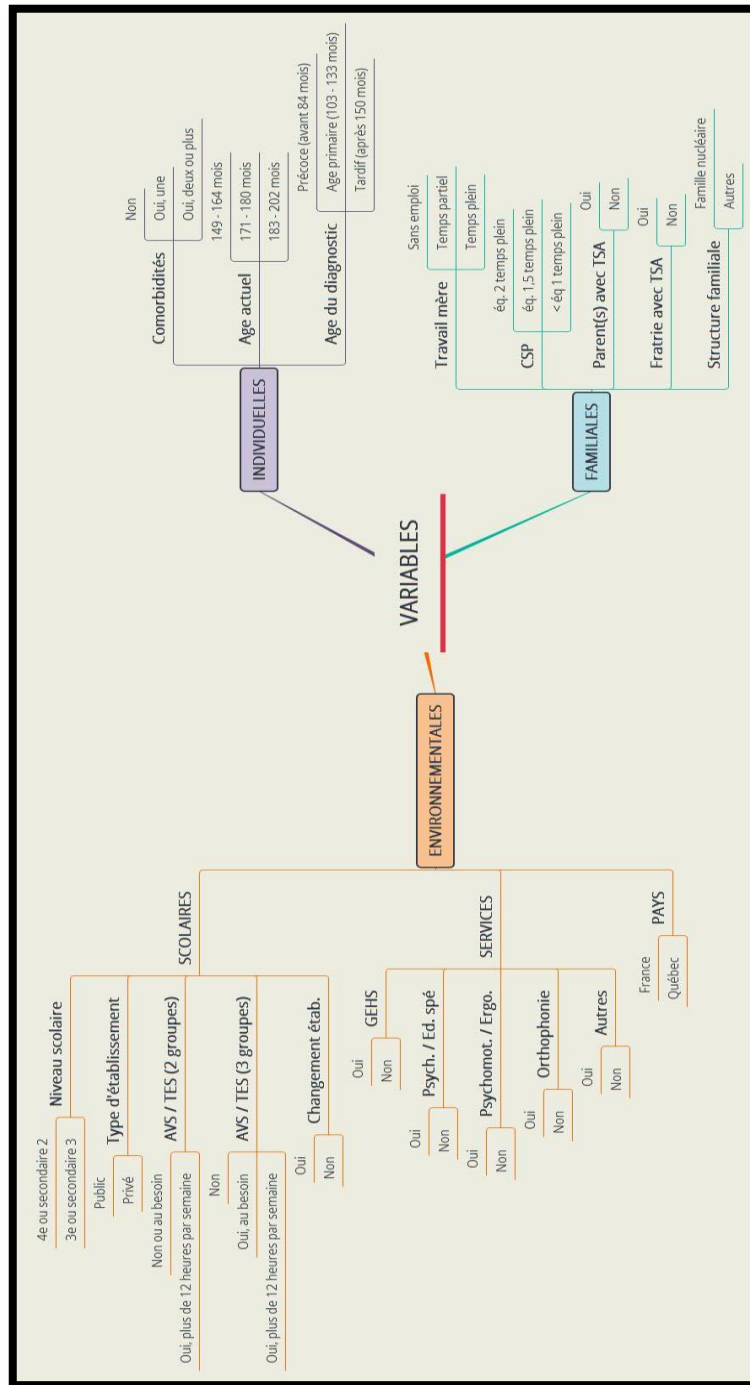 VARIABLES
INDIVIDUELLES
Comorbidités
Non
Oui, une
Oui, deux ou plus
Age actuel
149 - 164 mois
171 - 180 mois
183 - 202 mois
Age du diagnostic
Précoce (avant 84 mois)
Age primaire (103 - 133 mois)
Tardif (après 150 mois)
FAMILIALES
Travail mère
Sans emploi
Temps partiel
Temps plein
CSP
éq. 2 temps plein
éq. 1,5 temps plein
< éq 1 temps plein
Parent(s) avec TSA
Oui
Non
Fratrie avec TSA
Oui
Non
Structure familiale
Famille nucléaire
Autres
ENVIRONNEMENTALES
SCOLAIRES
Niveau scolaire
4e ou secondaire 2
3e ou secondaire 3
Type d'établissement
Public
Privé
AVS / TES (2 groupes)
Non ou au besoin
Oui, plus de 12 heures par semaine
AVS / TES (3 groupes)
Non
Oui, au besoin
Oui, plus de 12 heures par semaine
Changement étab.
Oui
Non
SERVICES
GEHS
Oui
Non
Psych. / Ed. spé
Oui
Non
Psychomot. / Ergo.
Oui
Non
Orthophonie
Oui
Non
Autres
Oui
Non
PAYS
France
Québec